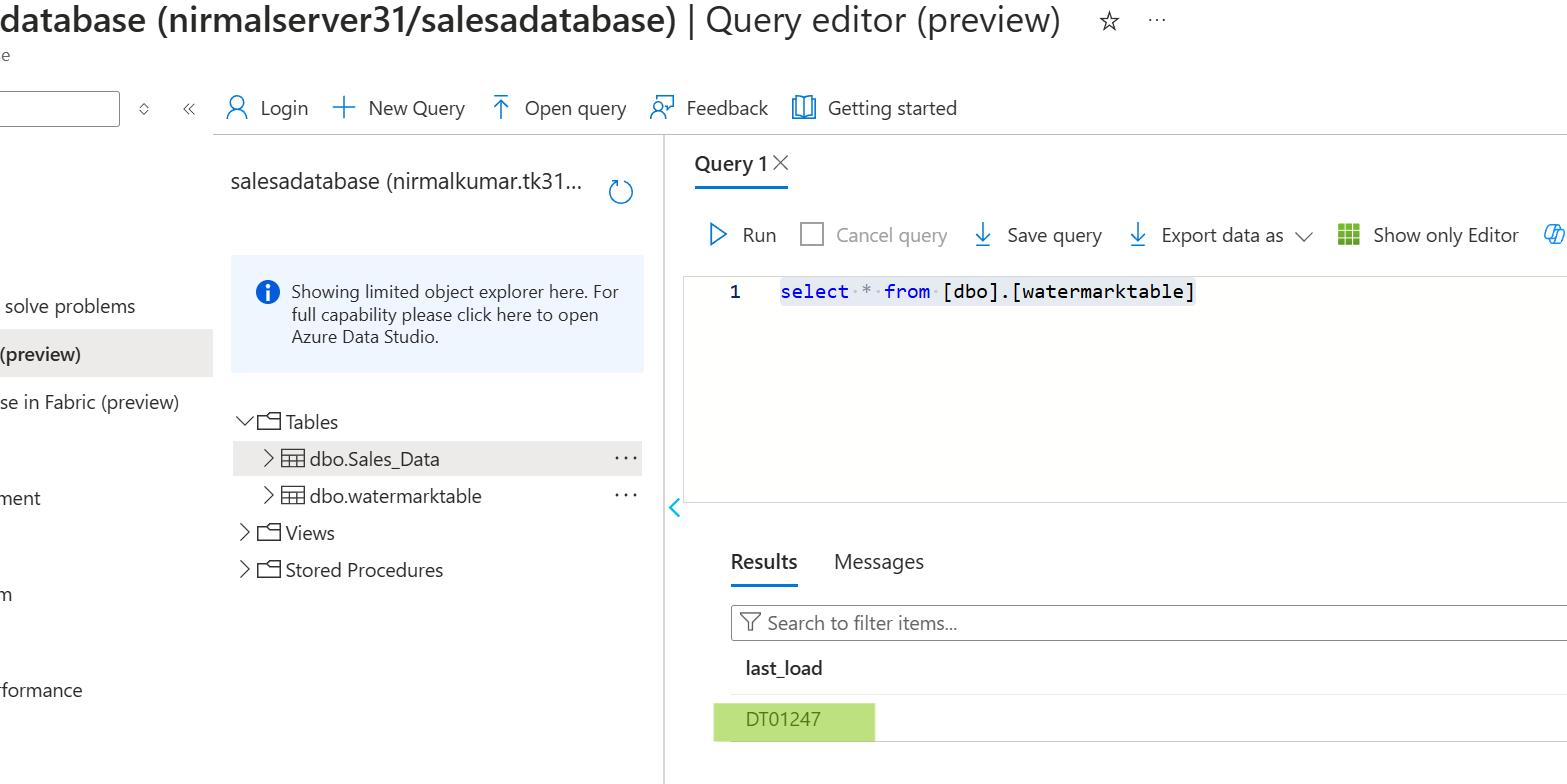 database (nirmalserver31/salesadatabase) | Query editor (preview)
e
Login New Query Open query Feedback Getting started
salesadatabase (nirmalkumar.tk31...
Query 1
Run Cancel query Save query Export data as Show only Editor
Showing limited object explorer here. For
full capability please click here to open
Azure Data Studio.
1 select * from [dbo].[watermarktable]
solve problems
(preview)
se in Fabric (preview)
ment
m
formance
Tables
dbo.Sales_Data
dbo.watermarktable
Views
Stored Procedures
Results Messages
Search to filter items...
last_load
DT01247